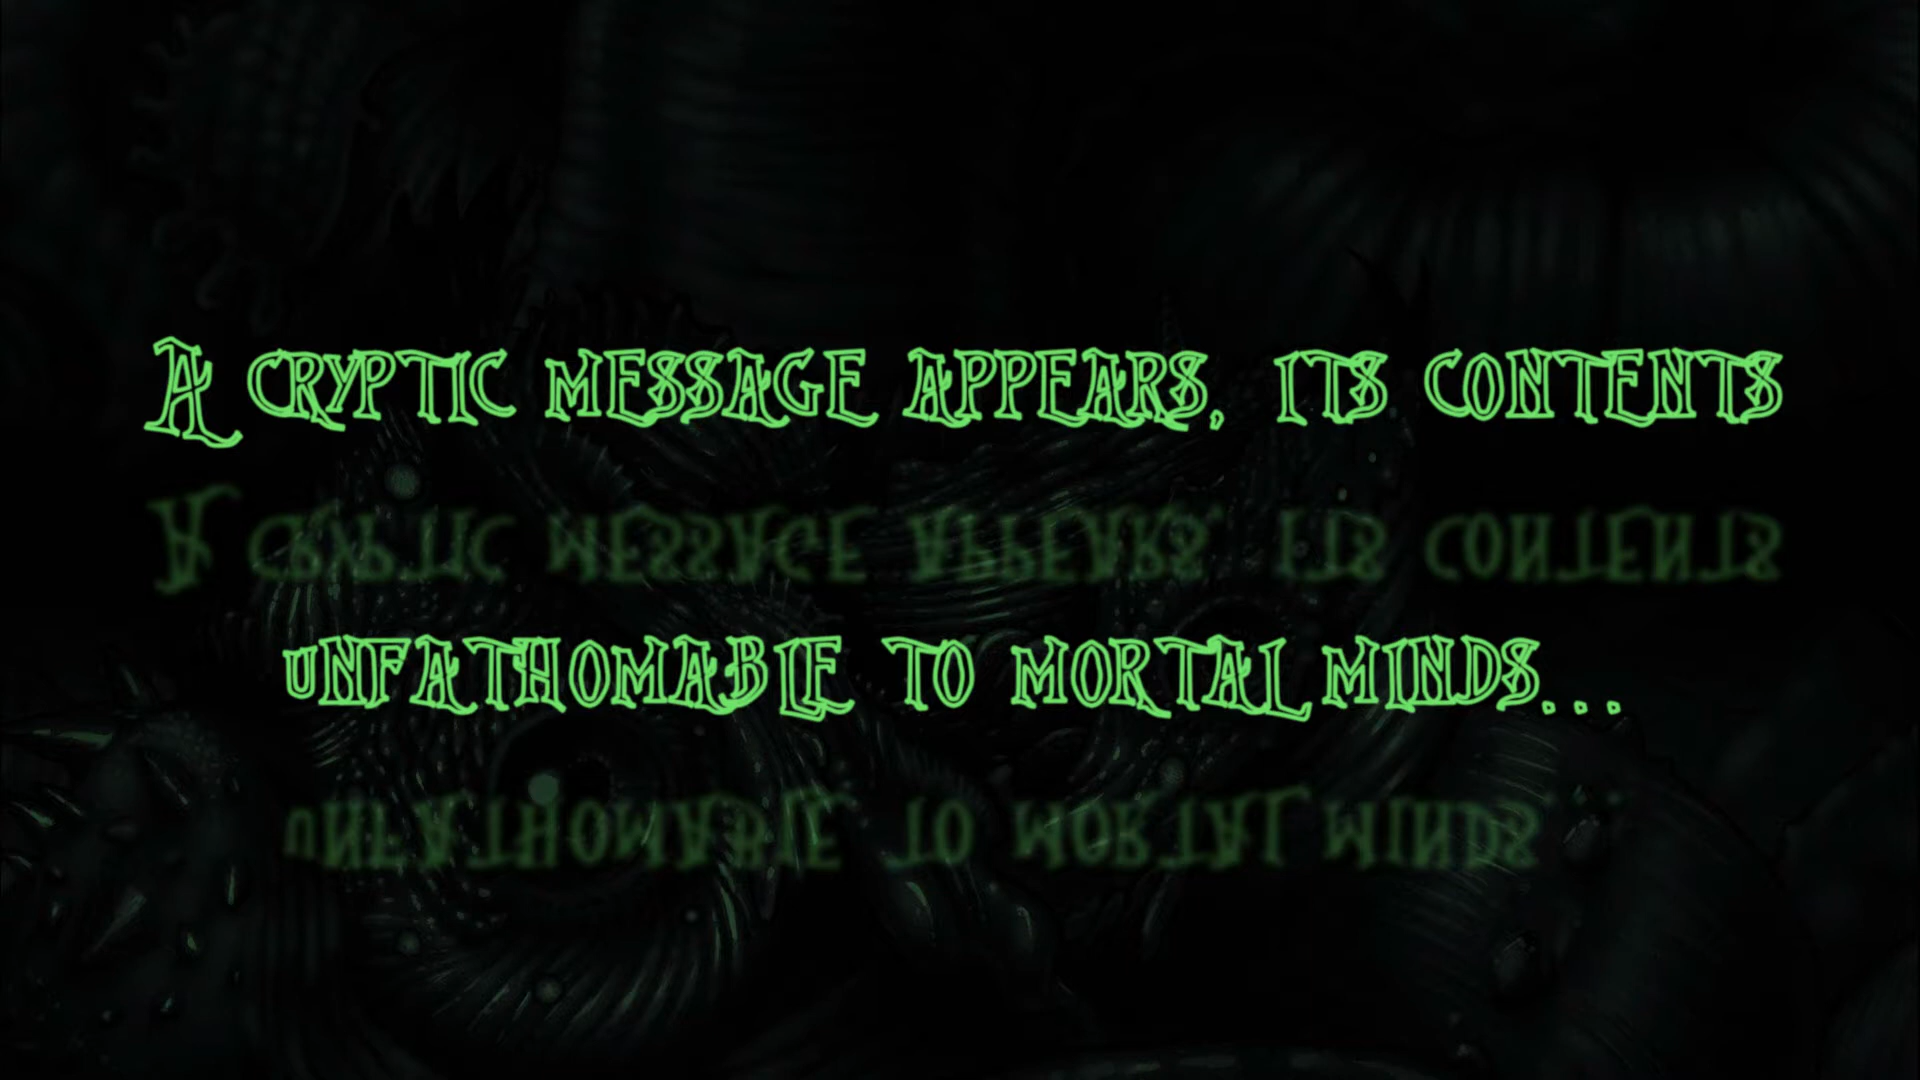 A CRYPTIC MESSAGE APPEARS, ITS CONTENTS
UNFATHOMABLE TO MORTAL MINDS...